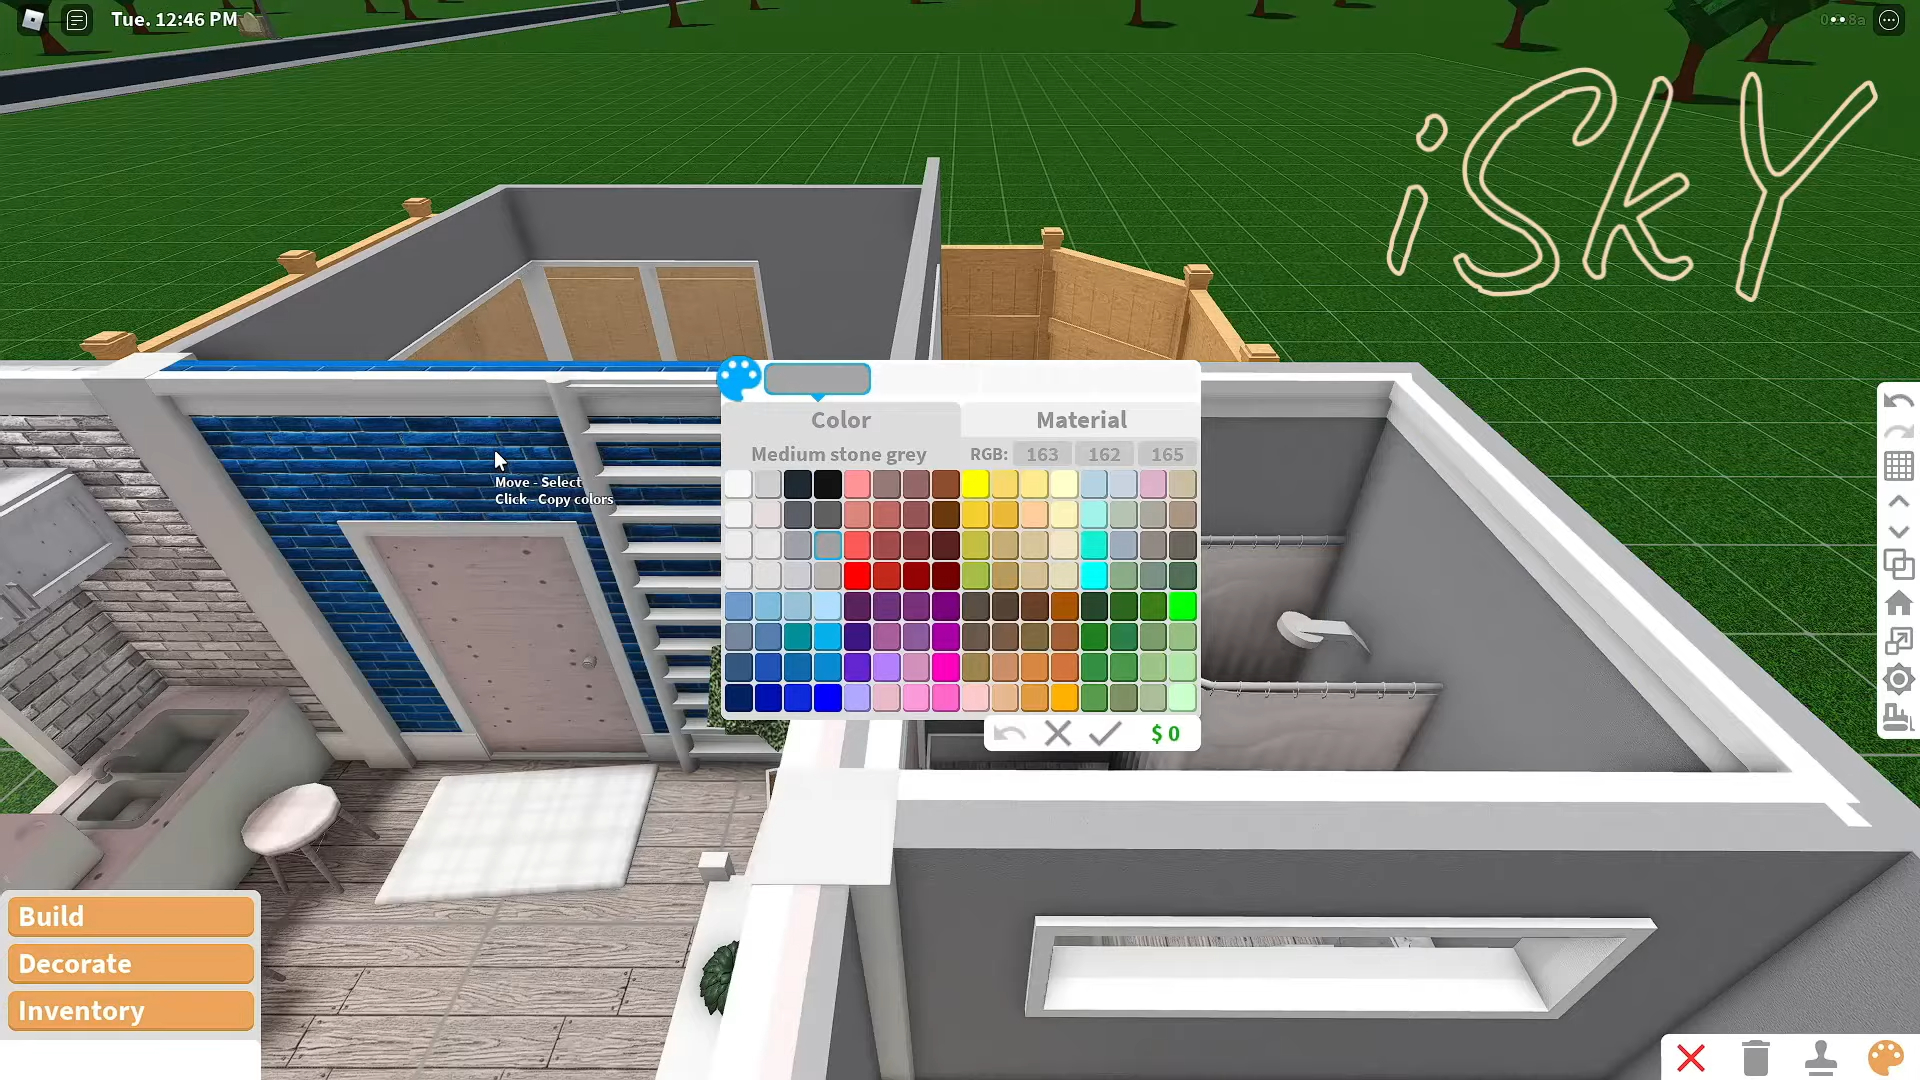 Tue. 12:46 PM
iSkY
Color
Material
Medium stone grey
RGB:
163
162
165
Move - Select
Click - Copy colors
$ 0
Build
Decorate
Inventory